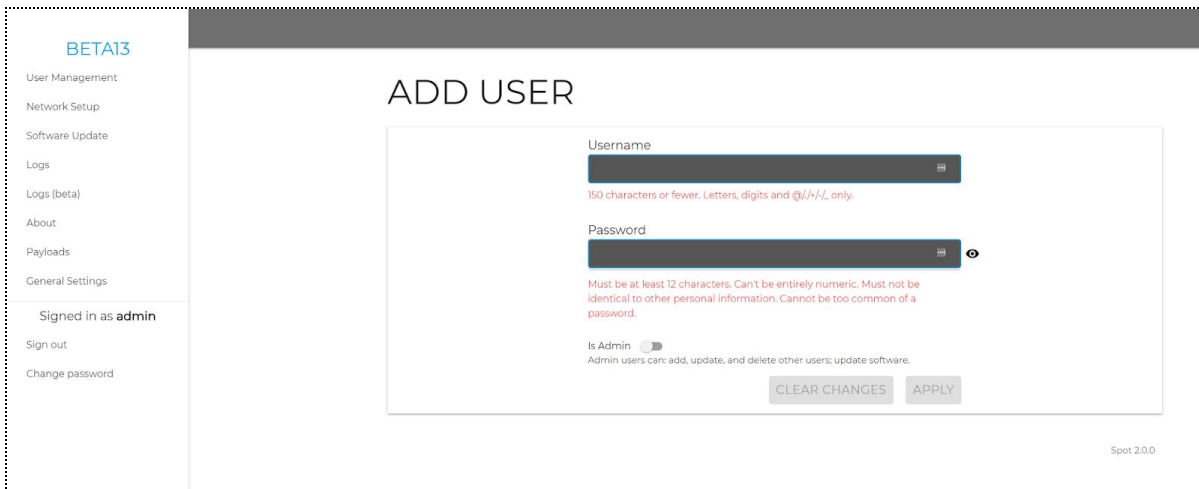 BETA13
User Management
Network Setup
Software Update
Logs
Logs (beta)
About
Payloads
General Settings
Signed in as admin
Sign out
Change password
ADD USER
Username
150 characters or fewer. Letters, digits and @/./+/-/_ only.
Password
Must be at least 12 characters. Can't be entirely numeric. Must not be
identical to other personal information. Cannot be too common of a
password.
Is Admin
Admin users can: add, update, and delete other users; update software.
CLEAR CHANGES
APPLY
Spot 2.0.0